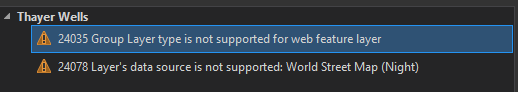 Thayer Wells
24035 Group Layer type is not supported for web feature layer
24078 Layer's data source is not supported: World Street Map (Night)